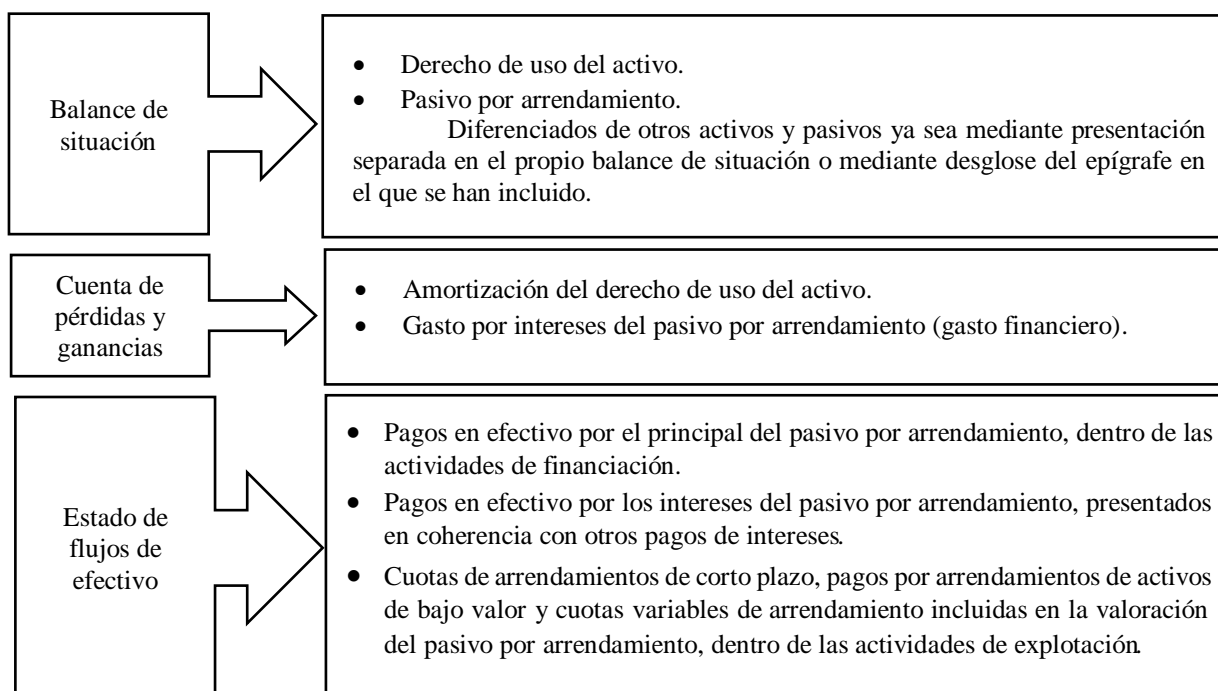 Balance de
situación
• Derecho de uso del activo.
• Pasivo por arrendamiento.
Diferenciados de otros activos y pasivos ya sea mediante presentación
separada en el propio balance de situación o mediante desglose del epígrafe en
el que se han incluido.
Cuenta de
pérdidas y
ganancias
• Amortización del derecho de uso del activo.
• Gasto por intereses del pasivo por arrendamiento (gasto financiero).
Estado de
flujos de
efectivo
• Pagos en efectivo por el principal del pasivo por arrendamiento, dentro de las
actividades de financiación.
• Pagos en efectivo por los intereses del pasivo por arrendamiento, presentados
en coherencia con otros pagos de intereses.
• Cuotas de arrendamientos de corto plazo, pagos por arrendamientos de activos
de bajo valor y cuotas variables de arrendamiento incluidas en la valoración
del pasivo por arrendamiento, dentro de las actividades de explotación.